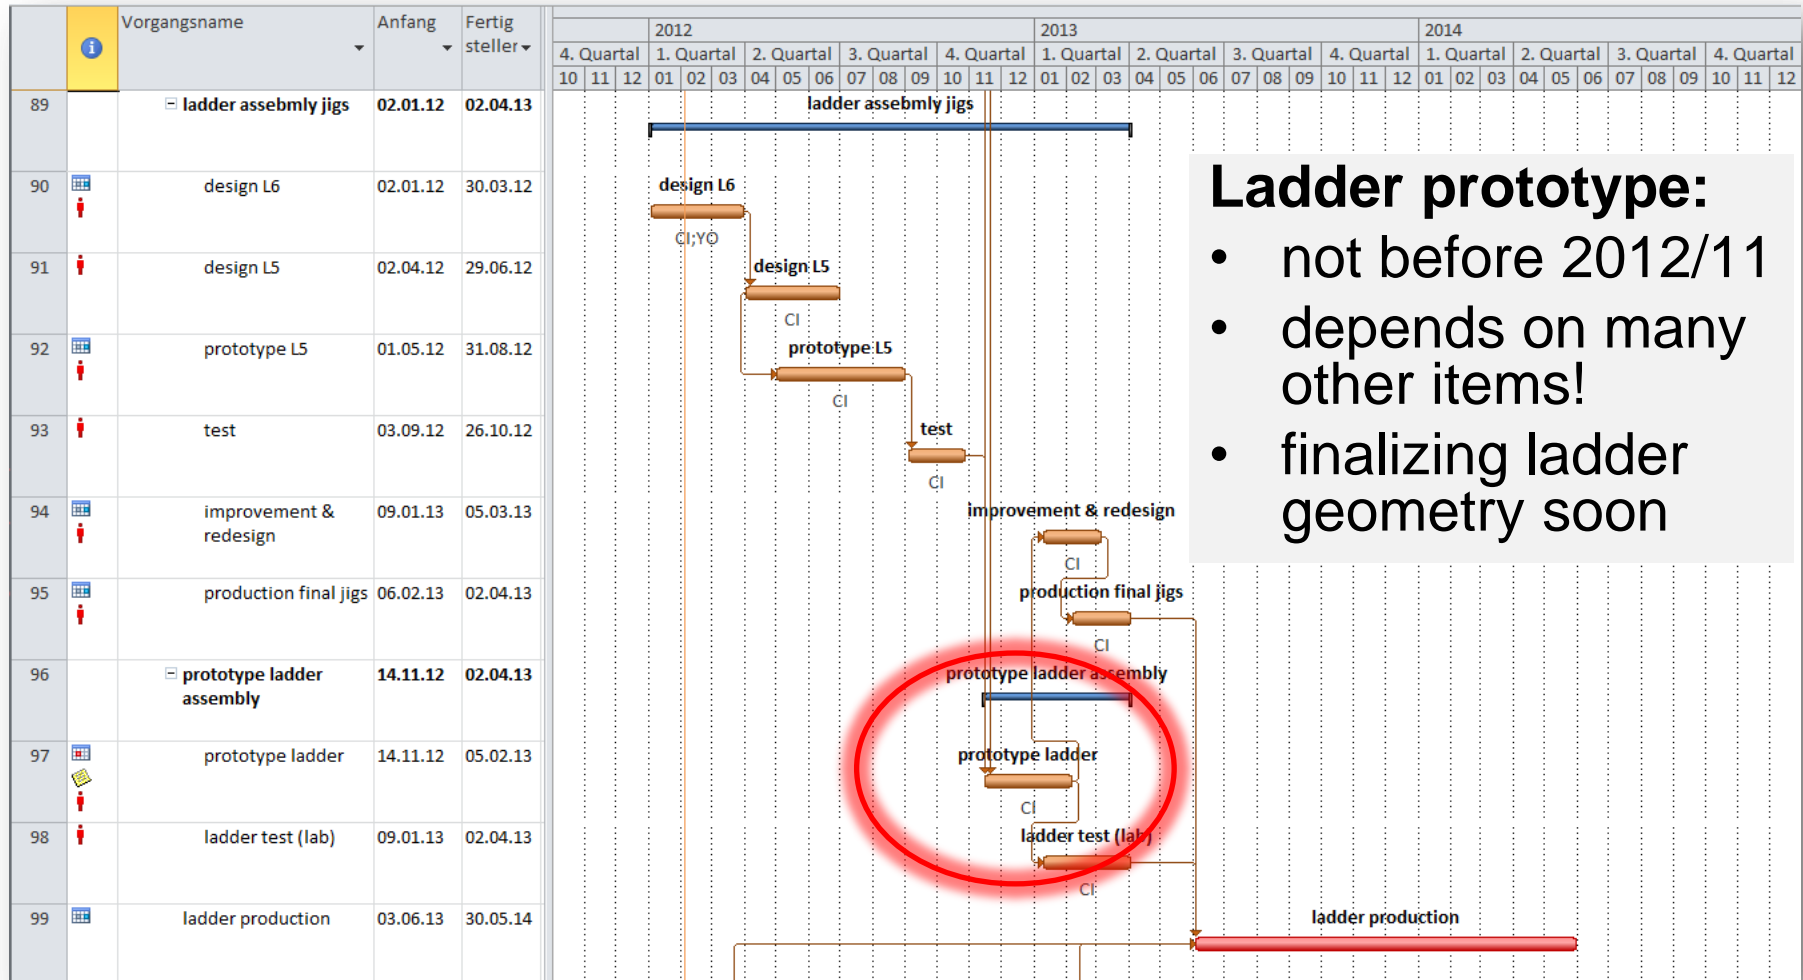 Vorgangsname Anfang Fertig
steller
2012 2013 2014
4. Quartal 1. Quartal 2. Quartal 3. Quartal 4. Quartal 1. Quartal 2. Quartal 3. Quartal 4. Quartal 1. Quartal 2. Quartal 3. Quartal 4. Quartal
10 11 12 01 02 03 04 05 06 07 08 09 10 11 12 01 02 03 04 05 06 07 08 09 10 11 12 01 02 03 04 05 06 07 08 09 10 11 12
89 ladder assebmly jigs 02.01.12 02.04.13 ladder assebmly jigs
90 design L6 02.01.12 30.03.12 design L6
CI;YO
91 design L5 02.04.12 29.06.12 design L5
CI
92 prototype L5 01.05.12 31.08.12 prototype L5
CI
93 test 03.09.12 26.10.12 test
CI
94 improvement & 09.01.13 05.03.13 improvement & redesign
redesign
CI
95 production final jigs 06.02.13 02.04.13 production final jigs
CI
96 prototype ladder 14.11.12 02.04.13 prototype ladder assembly
assembly
97 prototype ladder 14.11.12 05.02.13 prototype ladder
CI
98 ladder test (lab) 09.01.13 02.04.13 ladder test (lab)
CI
99 ladder production 03.06.13 30.05.14 ladder production
Ladder prototype:
• not before 2012/11
• depends on many
other items!
• finalizing ladder
geometry soon